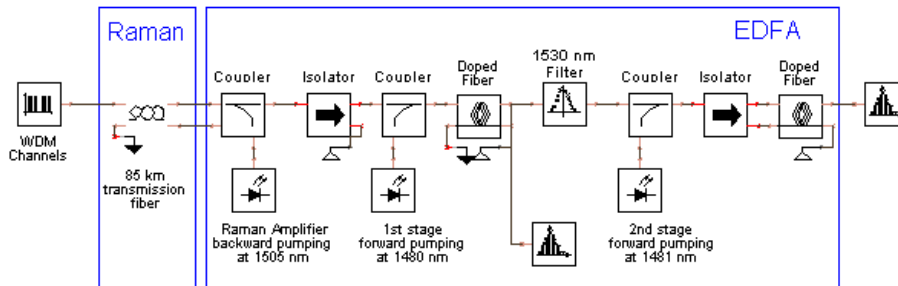 Raman
EDFA
1530 nm
Filter
Coupler
Isolator
Coupler
Doped
Fiber
Coupler
Isolator
Doped
Fiber
WDM
Channels
85 km
transmission
fiber
Raman Amplifier
backward pumping
at 1505 nm
1st stage
forward pumping
at 1480 nm
2nd stage
forward pumping
at 1481 nm